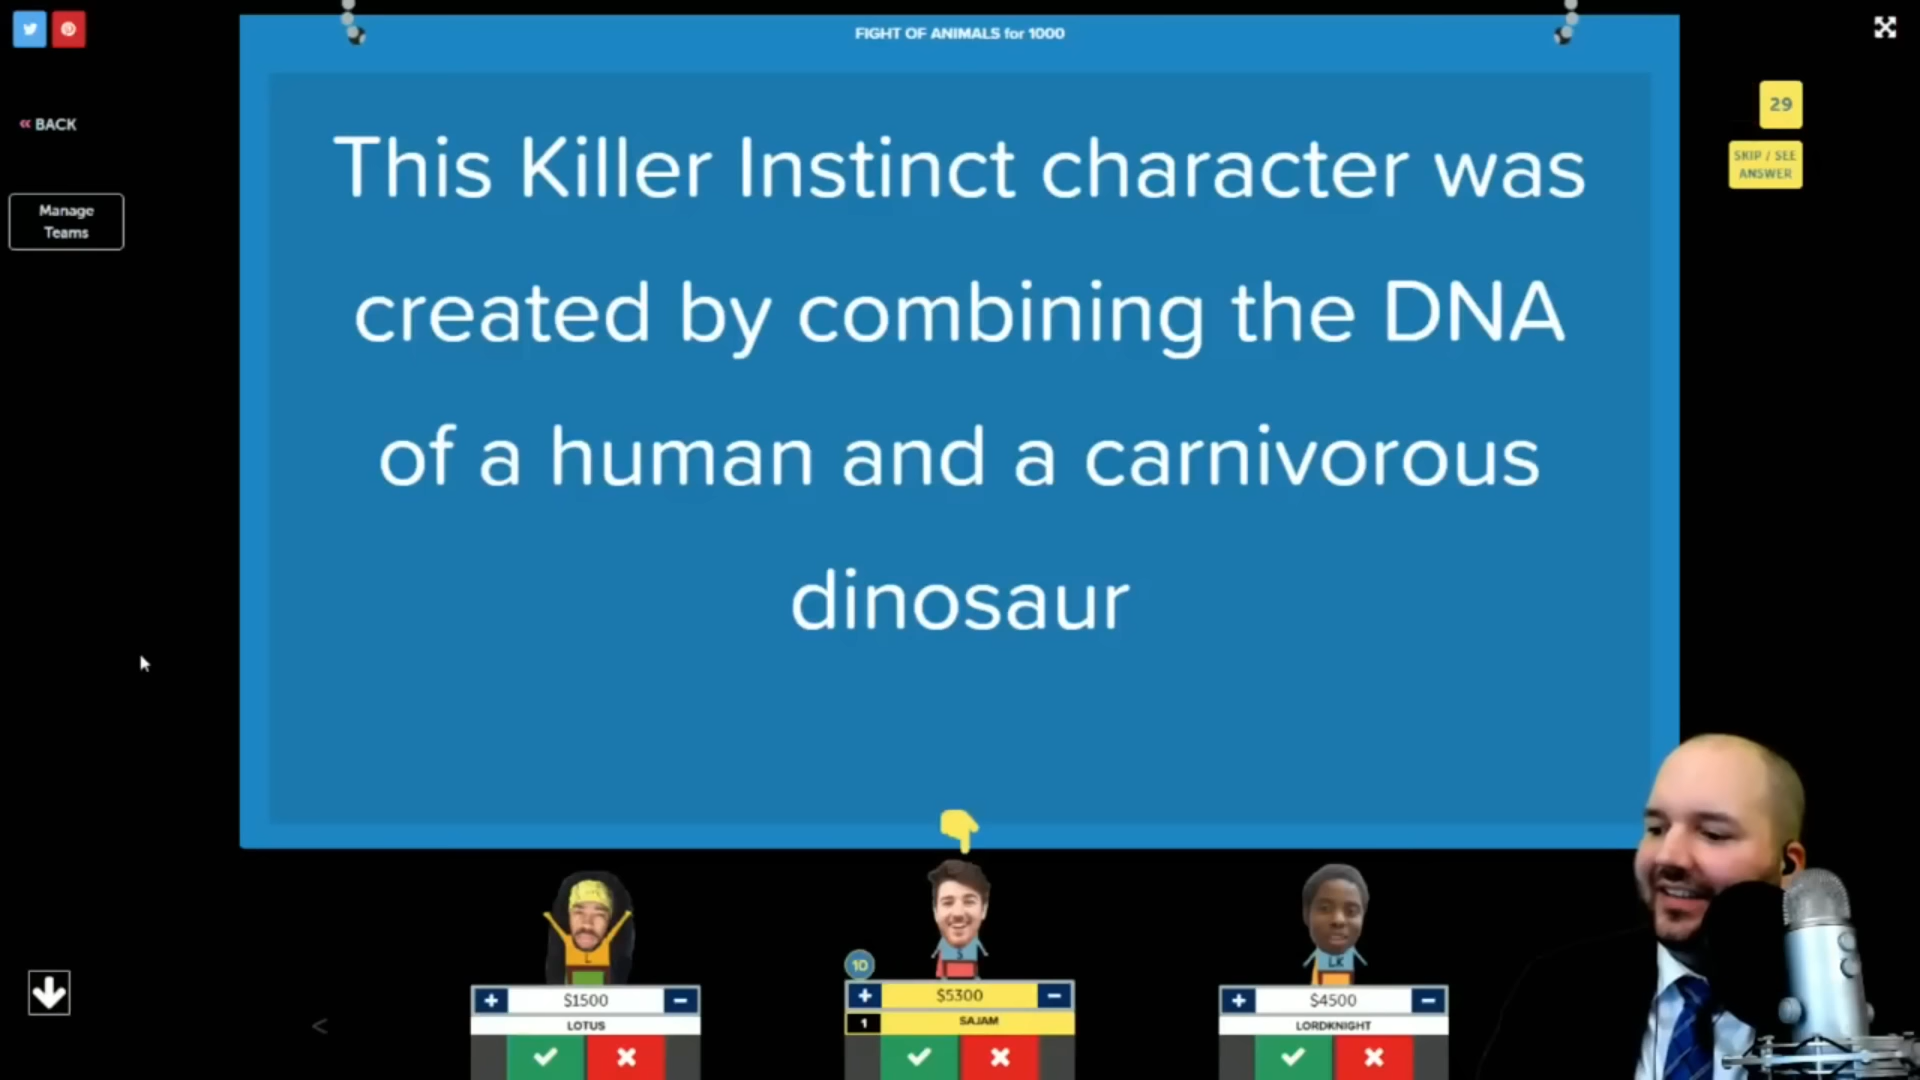 FIGHT OF ANIMALS for 1000
« BACK
29
SKIP / SEE
ANSWER
Manage
Teams
This Killer Instinct character was
created by combining the DNA
of a human and a carnivorous
dinosaur
L
S
LK
10
+ $1500 −
+ $5300 −
+ $4500 −
LOTUS
1 SAJAM
LORDKNIGHT
<